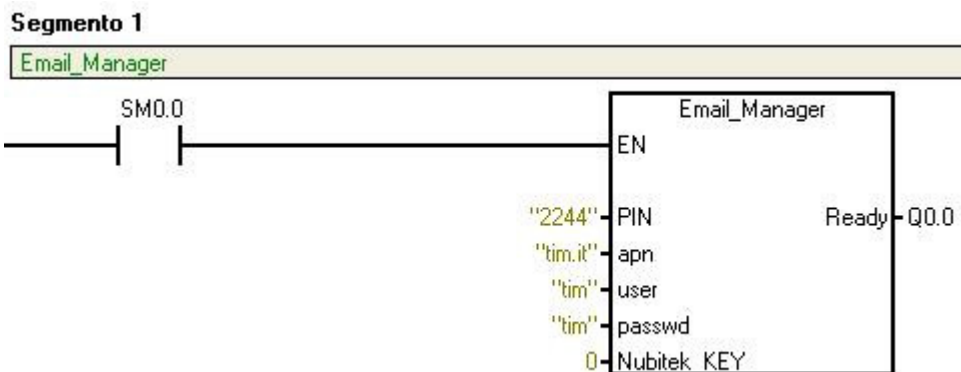 Segmento 1
Email_Manager
SM0.0
Email_Manager
EN
"2244" PIN Ready Q0.0
"tim.it" apn
"tim" user
"tim" passwd
0 Nubitek_KEY